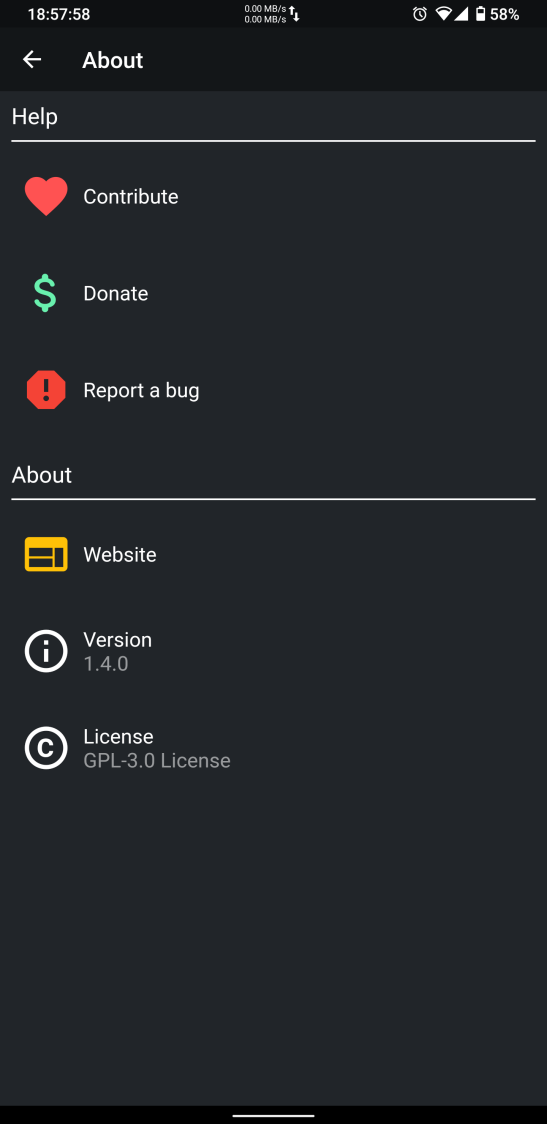 18:57:58
0.00 MB/s
0.00 MB/s
58%
About
Help
Contribute
Donate
Report a bug
About
Website
Version
1.4.0
License
GPL-3.0 License